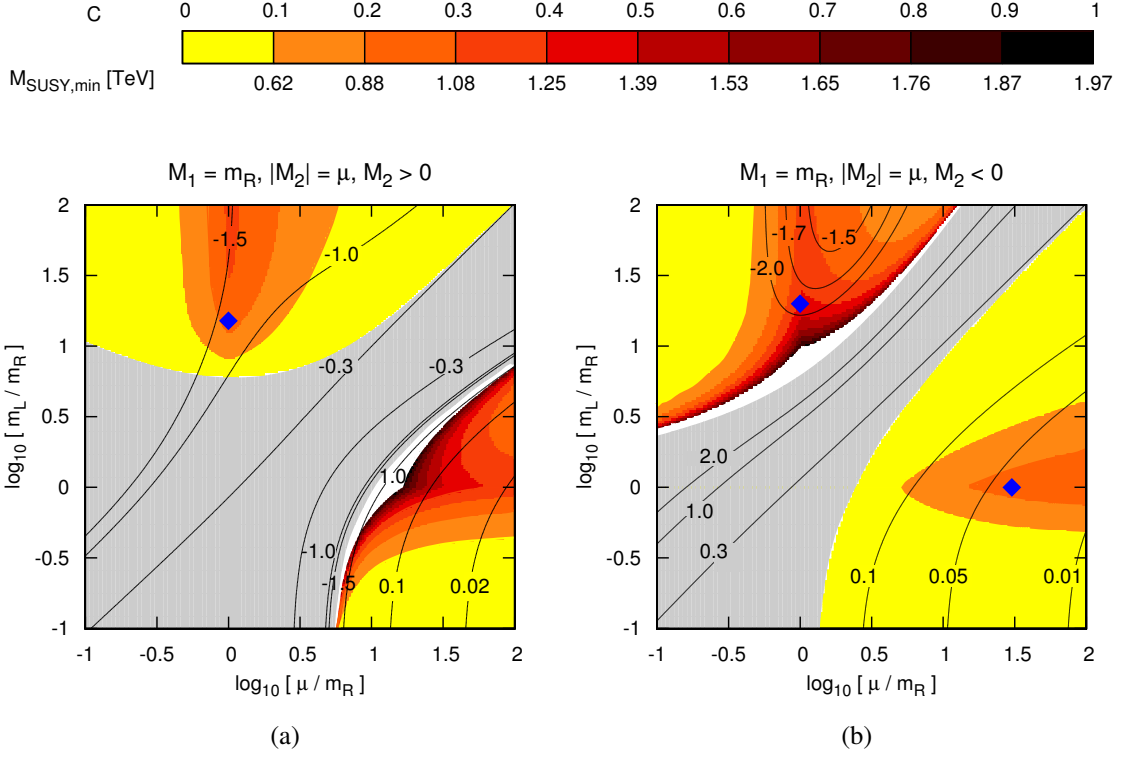 C 0 0.1 0.2 0.3 0.4 0.5 0.6 0.7 0.8 0.9 1
M_SUSY,min [TeV] 0.62 0.88 1.08 1.25 1.39 1.53 1.65 1.76 1.87 1.97
M_1 = m_R, |M_2| = μ, M_2 > 0
M_1 = m_R, |M_2| = μ, M_2 < 0
log_10 [ m_L / m_R ]
2
1.5
1
0.5
0
-0.5
-1
-1.5
-1.0
-0.3
-0.3
1.0
-1.0
-1.5
0.1
0.02
-1 -0.5 0 0.5 1 1.5 2
log_10 [ μ / m_R ]
(a)
log_10 [ m_L / m_R ]
2
1.5
1
0.5
0
-0.5
-1
-1.7
-1.5
-2.0
2.0
1.0
0.3
0.1
0.05
0.01
-1 -0.5 0 0.5 1 1.5 2
log_10 [ μ / m_R ]
(b)